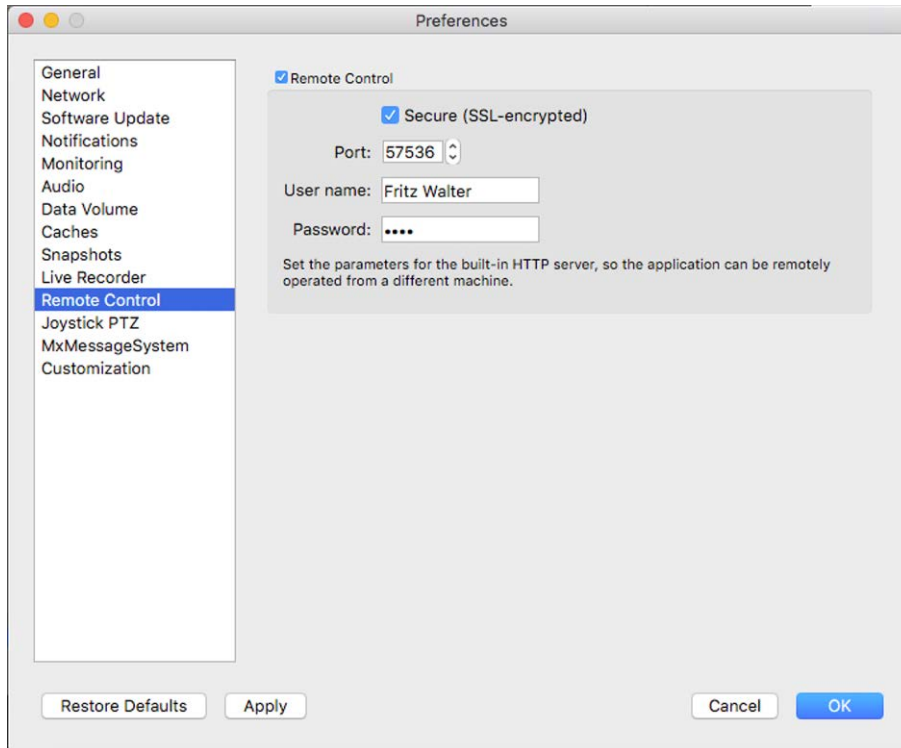 Preferences
General
Network
Software Update
Notifications
Monitoring
Audio
Data Volume
Caches
Snapshots
Live Recorder
Remote Control
Joystick PTZ
MxMessageSystem
Customization
Remote Control
Secure (SSL-encrypted)
Port: 57536
User name: Fritz Walter
Password: ••••
Set the parameters for the built-in HTTP server, so the application can be remotely
operated from a different machine.
Restore Defaults Apply Cancel OK